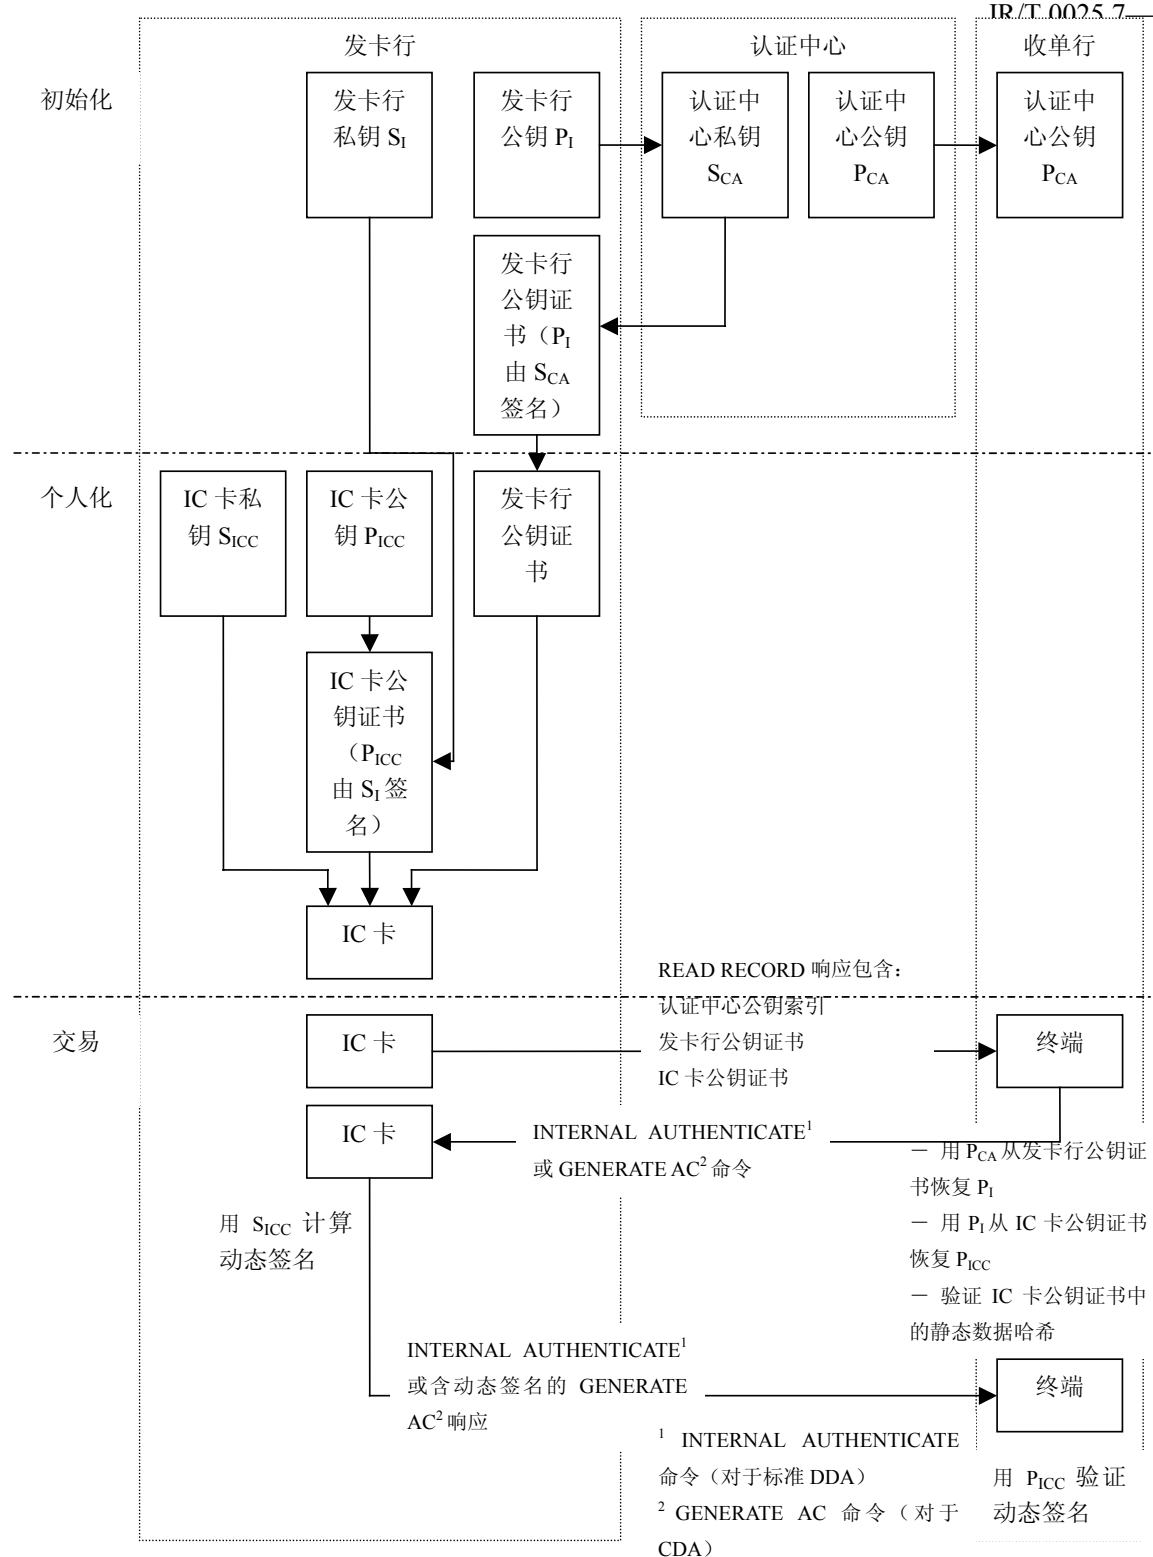 JR/T 0025.7—
发卡行
认证中心
收单行
初始化
发卡行
私钥 SI
发卡行
公钥 PI
认证中
心私钥
SCA
认证中
心公钥
PCA
认证中
心公钥
PCA
发卡行
公钥证
书（PI
由 SCA
签名）
个人化
IC 卡私
钥 SICC
IC 卡公
钥 PICC
发卡行
公钥证
书
IC 卡公
钥证书
（PICC
由 SI 签
名）
IC 卡
READ RECORD 响应包含：
认证中心公钥索引
发卡行公钥证书
IC 卡公钥证书
交易
IC 卡
终端
IC 卡
INTERNAL AUTHENTICATE1
或 GENERATE AC2 命令
－ 用 PCA 从发卡行公钥证
书恢复 PI
－ 用 PI 从 IC 卡公钥证书
恢复 PICC
－ 验证 IC 卡公钥证书中
的静态数据哈希
用 SICC 计算
动态签名
INTERNAL AUTHENTICATE1
或含动态签名的 GENERATE
AC2 响应
终端
1 INTERNAL AUTHENTICATE
命令（对于标准 DDA）
2 GENERATE AC 命令（对于
CDA）
用 PICC 验证
动态签名